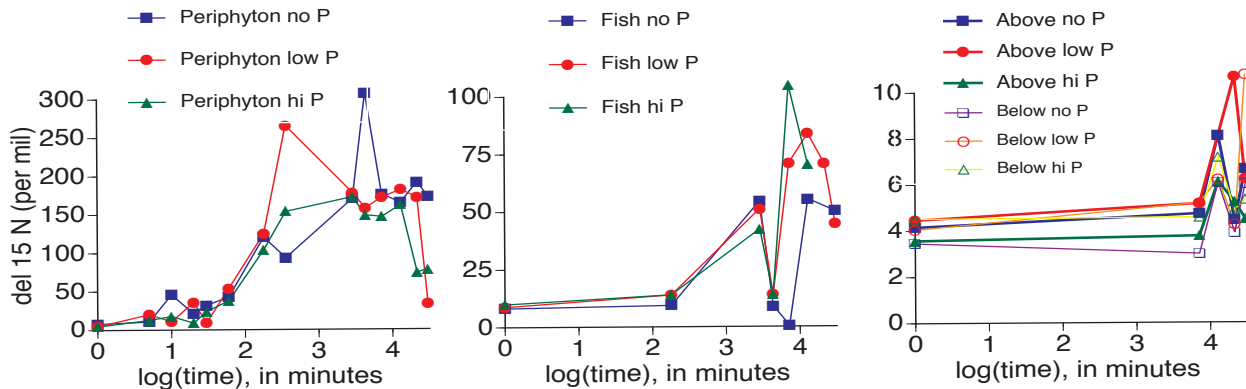 Periphyton no P
Periphyton low P
Periphyton hi P
300
250
200
150
100
50
0
del 15 N (per mil)
0 1 2 3 4
log(time), in minutes
Fish no P
Fish low P
Fish hi P
100
75
50
25
0
0 1 2 3 4
log(time), in minutes
Above no P
Above low P
Above hi P
Below no P
Below low P
Below hi P
10
8
6
4
2
0
0 1 2 3 4
log(time), in minutes